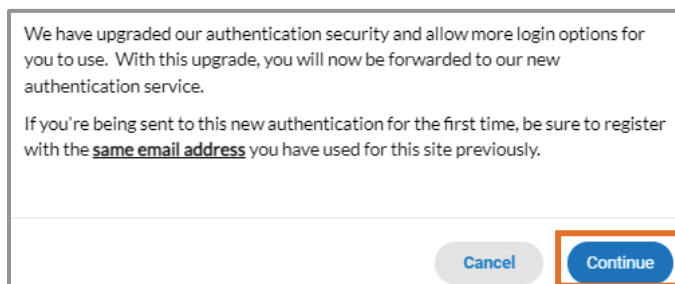 We have upgraded our authentication security and allow more login options for
you to use. With this upgrade, you will now be forwarded to our new
authentication service.
If you're being sent to this new authentication for the first time, be sure to register
with the same email address you have used for this site previously.
Cancel Continue